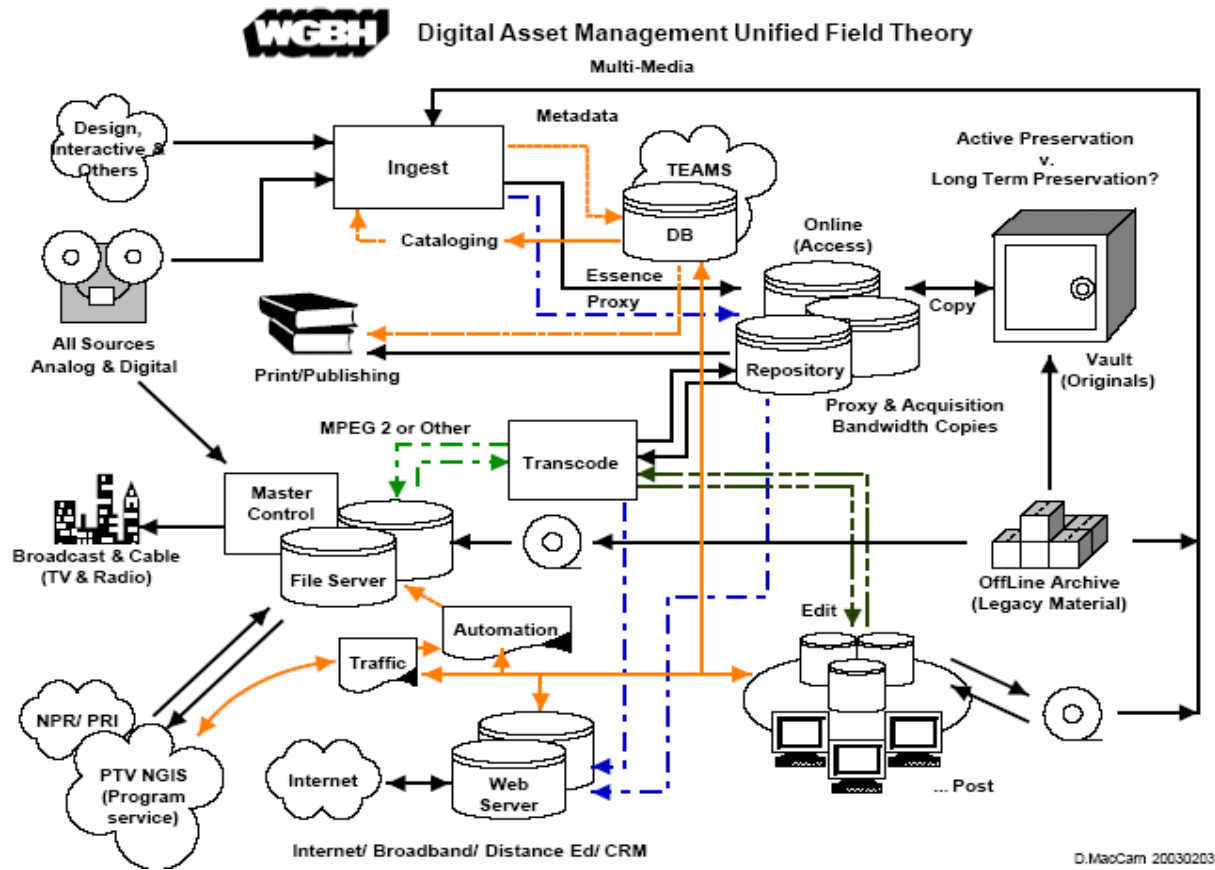 WGBH Digital Asset Management Unified Field Theory
Multi-Media
Design,
Interactive &
Others
Ingest
Metadata
TEAMS
DB
Cataloging
Active Preservation
v.
Long Term Preservation?
Online
(Access)
Essence
Proxy
Copy
All Sources
Analog & Digital
Print/Publishing
Repository
Vault
(Originals)
Proxy & Acquisition
Bandwidth Copies
MPEG 2 or Other
Transcode
Master
Control
Broadcast & Cable
(TV & Radio)
File Server
OffLine Archive
(Legacy Material)
Edit
Automation
Traffic
NPR/ PRI
PTV NGIS
(Program
service)
Internet
Web
Server
... Post
Internet/ Broadband/ Distance Ed/ CRM
D.MacCarn 20030203